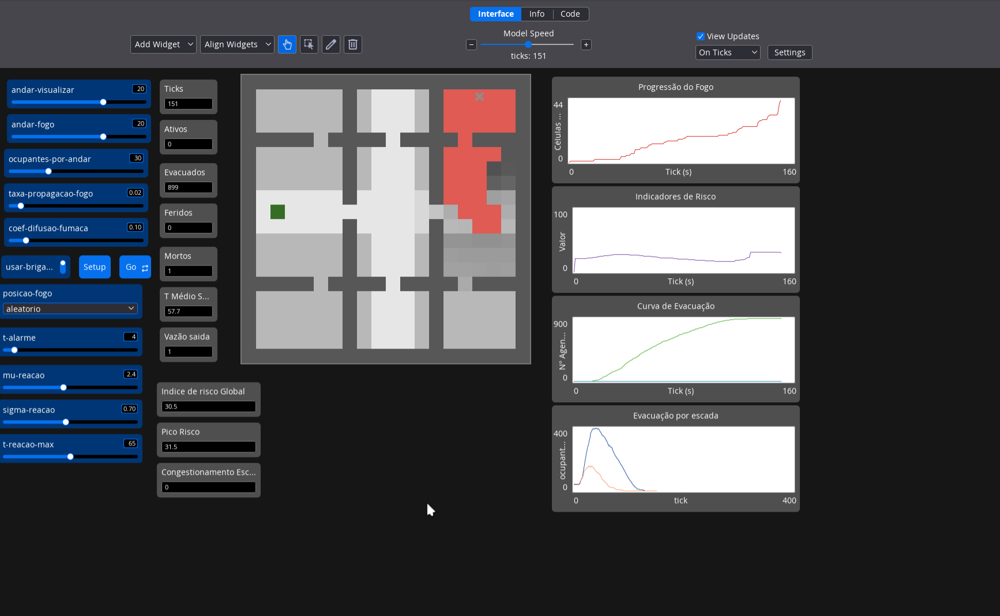 Interface
Info
Code
Add Widget
Align Widgets
Model Speed
ticks: 151
View Updates
On Ticks
Settings
andar-visualizar
20
andar-fogo
20
ocupantes-por-andar
30
taxa-propagacao-fogo
0.02
coef-difusao-fumaca
0.10
usar-briga...
Setup
Go
posicao-fogo
aleatorio
t-alarme
4
mu-reacao
2.4
sigma-reacao
0.70
t-reacao-max
65
Ticks
151
Ativos
0
Evacuados
899
Feridos
0
Mortos
1
T Médio S...
57.7
Vazão saida
1
Indice de risco Global
30.5
Pico Risco
31.5
Congestionamento Esc...
0
Progressão do Fogo
44
Células ...
0
0
Tick (s)
160
Indicadores de Risco
100
Valor
0
0
Tick (s)
160
Curva de Evacuação
900
N° Agen...
0
0
Tick (s)
160
Evacuação por escada
400
ocupant...
0
0
tick
400